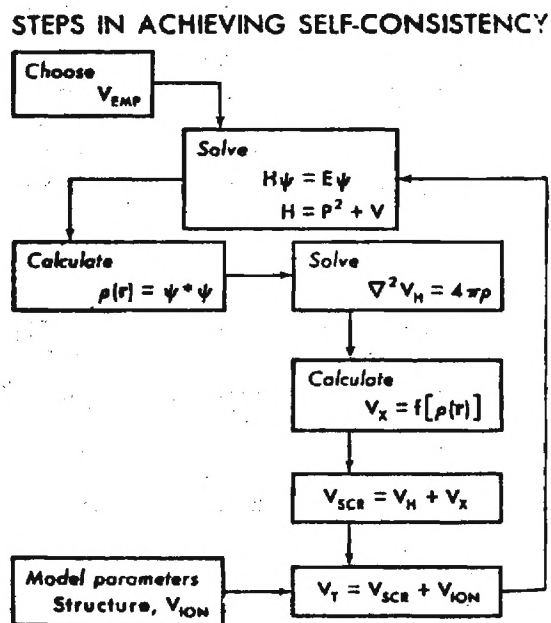 STEPS IN ACHIEVING SELF-CONSISTENCY
Choose
V_EMP
Solve
Hψ = Eψ
H = P² + V
Calculate
ρ(r) = ψ*ψ
Solve
∇²V_H = 4πρ
Calculate
V_X = f[ρ(r)]
V_SCR = V_H + V_X
Model parameters
Structure, V_ION
V_T = V_SCR + V_ION